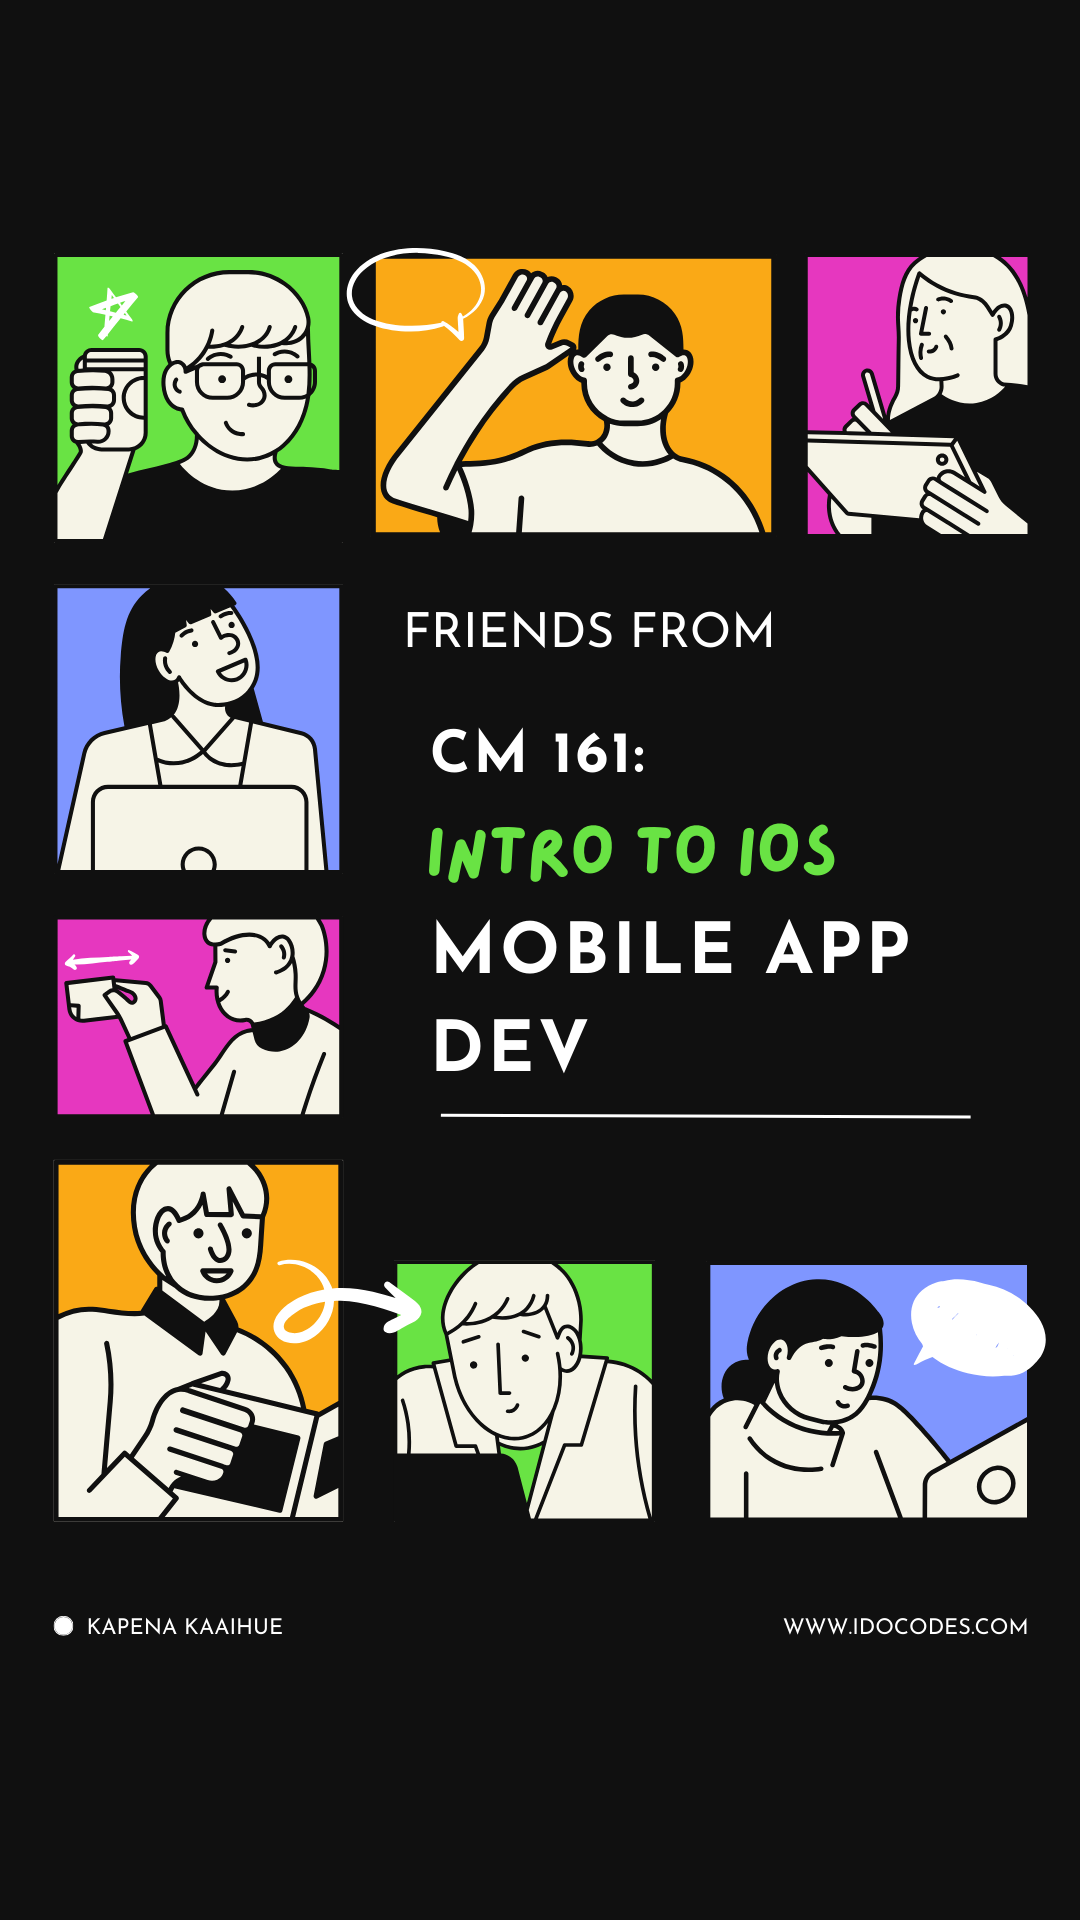 FRIENDS FROM
CM 161:
INTRO TO IOS
MOBILE APP
DEV
KAPENA KAAIHUE
WWW.IDOCODES.COM